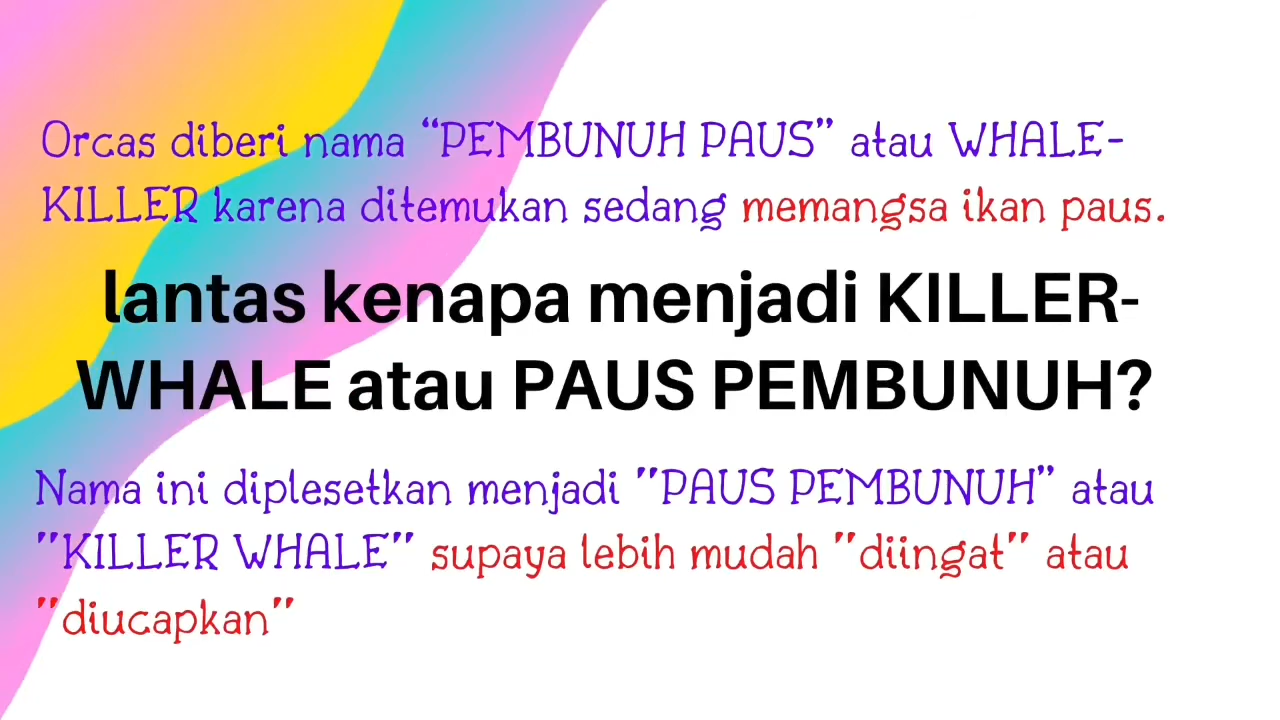 Orcas diberi nama “PEMBUNUH PAUS” atau WHALE-
KILLER karena ditemukan sedang memangsa ikan paus.
lantas kenapa menjadi KILLER-
WHALE atau PAUS PEMBUNUH?
Nama ini diplesetkan menjadi "PAUS PEMBUNUH” atau
"KILLER WHALE" supaya lebih mudah "diingat" atau
"diucapkan"